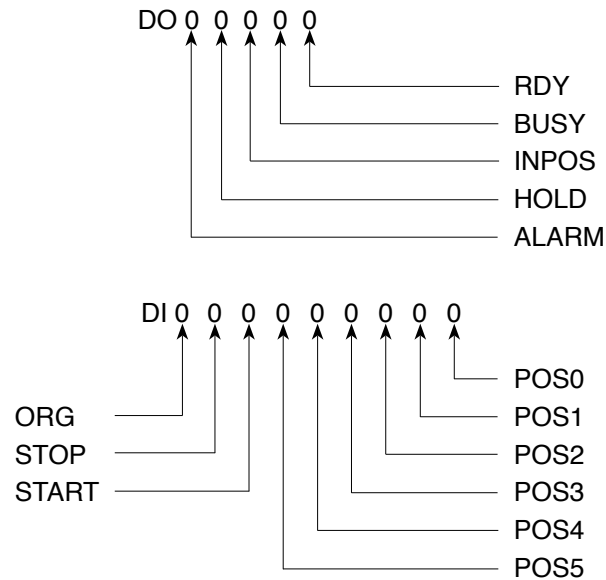 DO 0 0 0 0 0
RDY
BUSY
INPOS
HOLD
ALARM
DI 0 0 0 0 0 0 0 0 0
POS0
ORG POS1
STOP POS2
START POS3
POS4
POS5